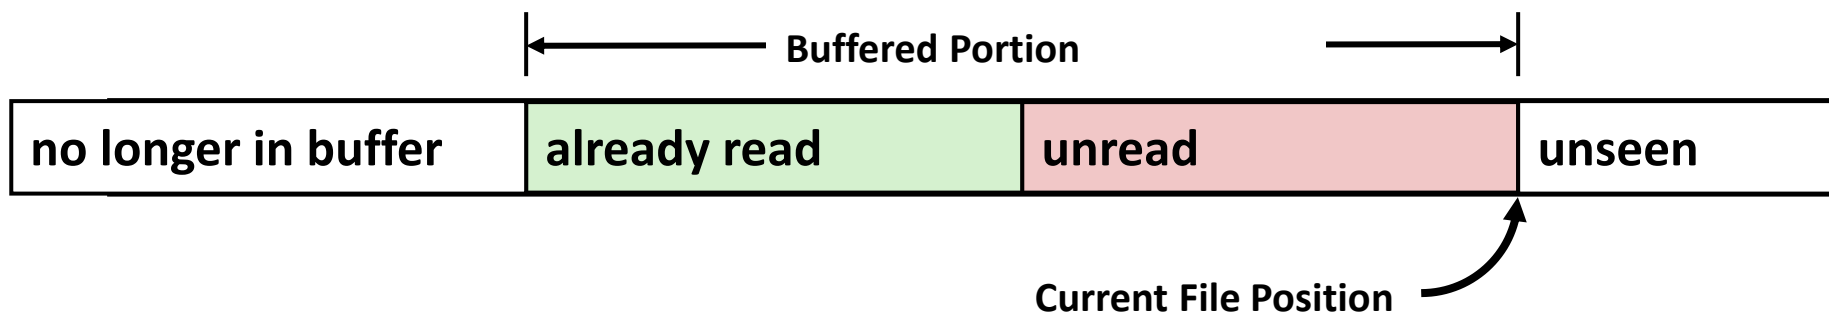 Buffered Portion
no longer in buffer already read unread unseen
Current File Position